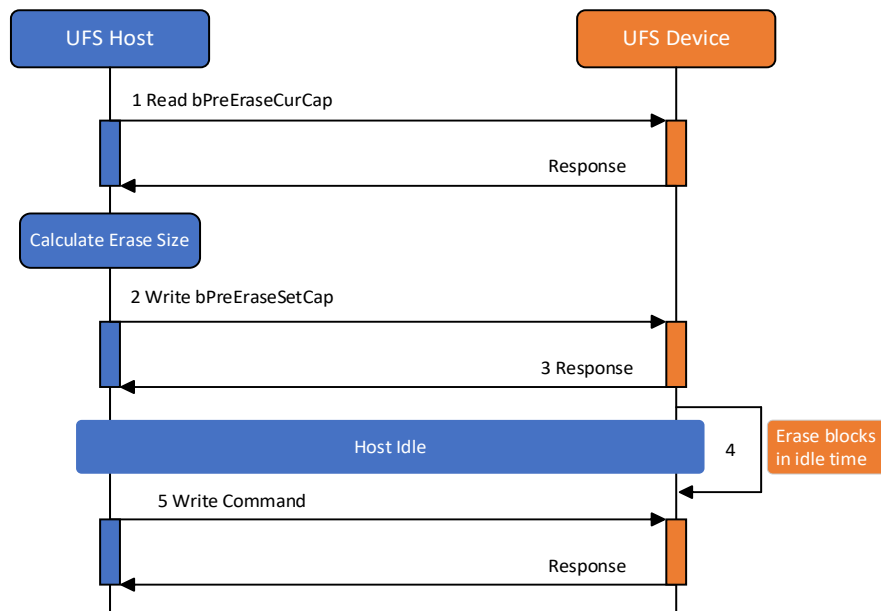 UFS Host
UFS Device
1 Read bPreEraseCurCap
Response
Calculate Erase Size
2 Write bPreEraseSetCap
3 Response
Host Idle
4
Erase blocks
in idle time
5 Write Command
Response